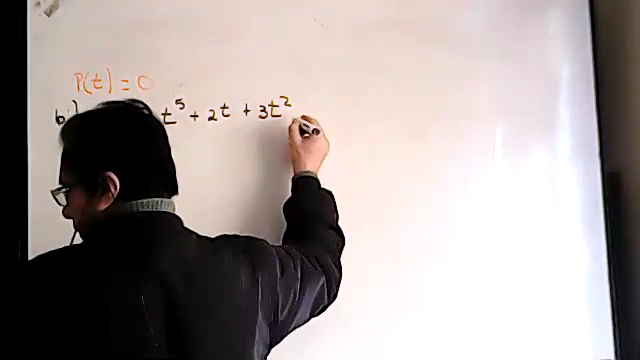 P(t) = 0
b.) t⁵ + 2t + 3t²